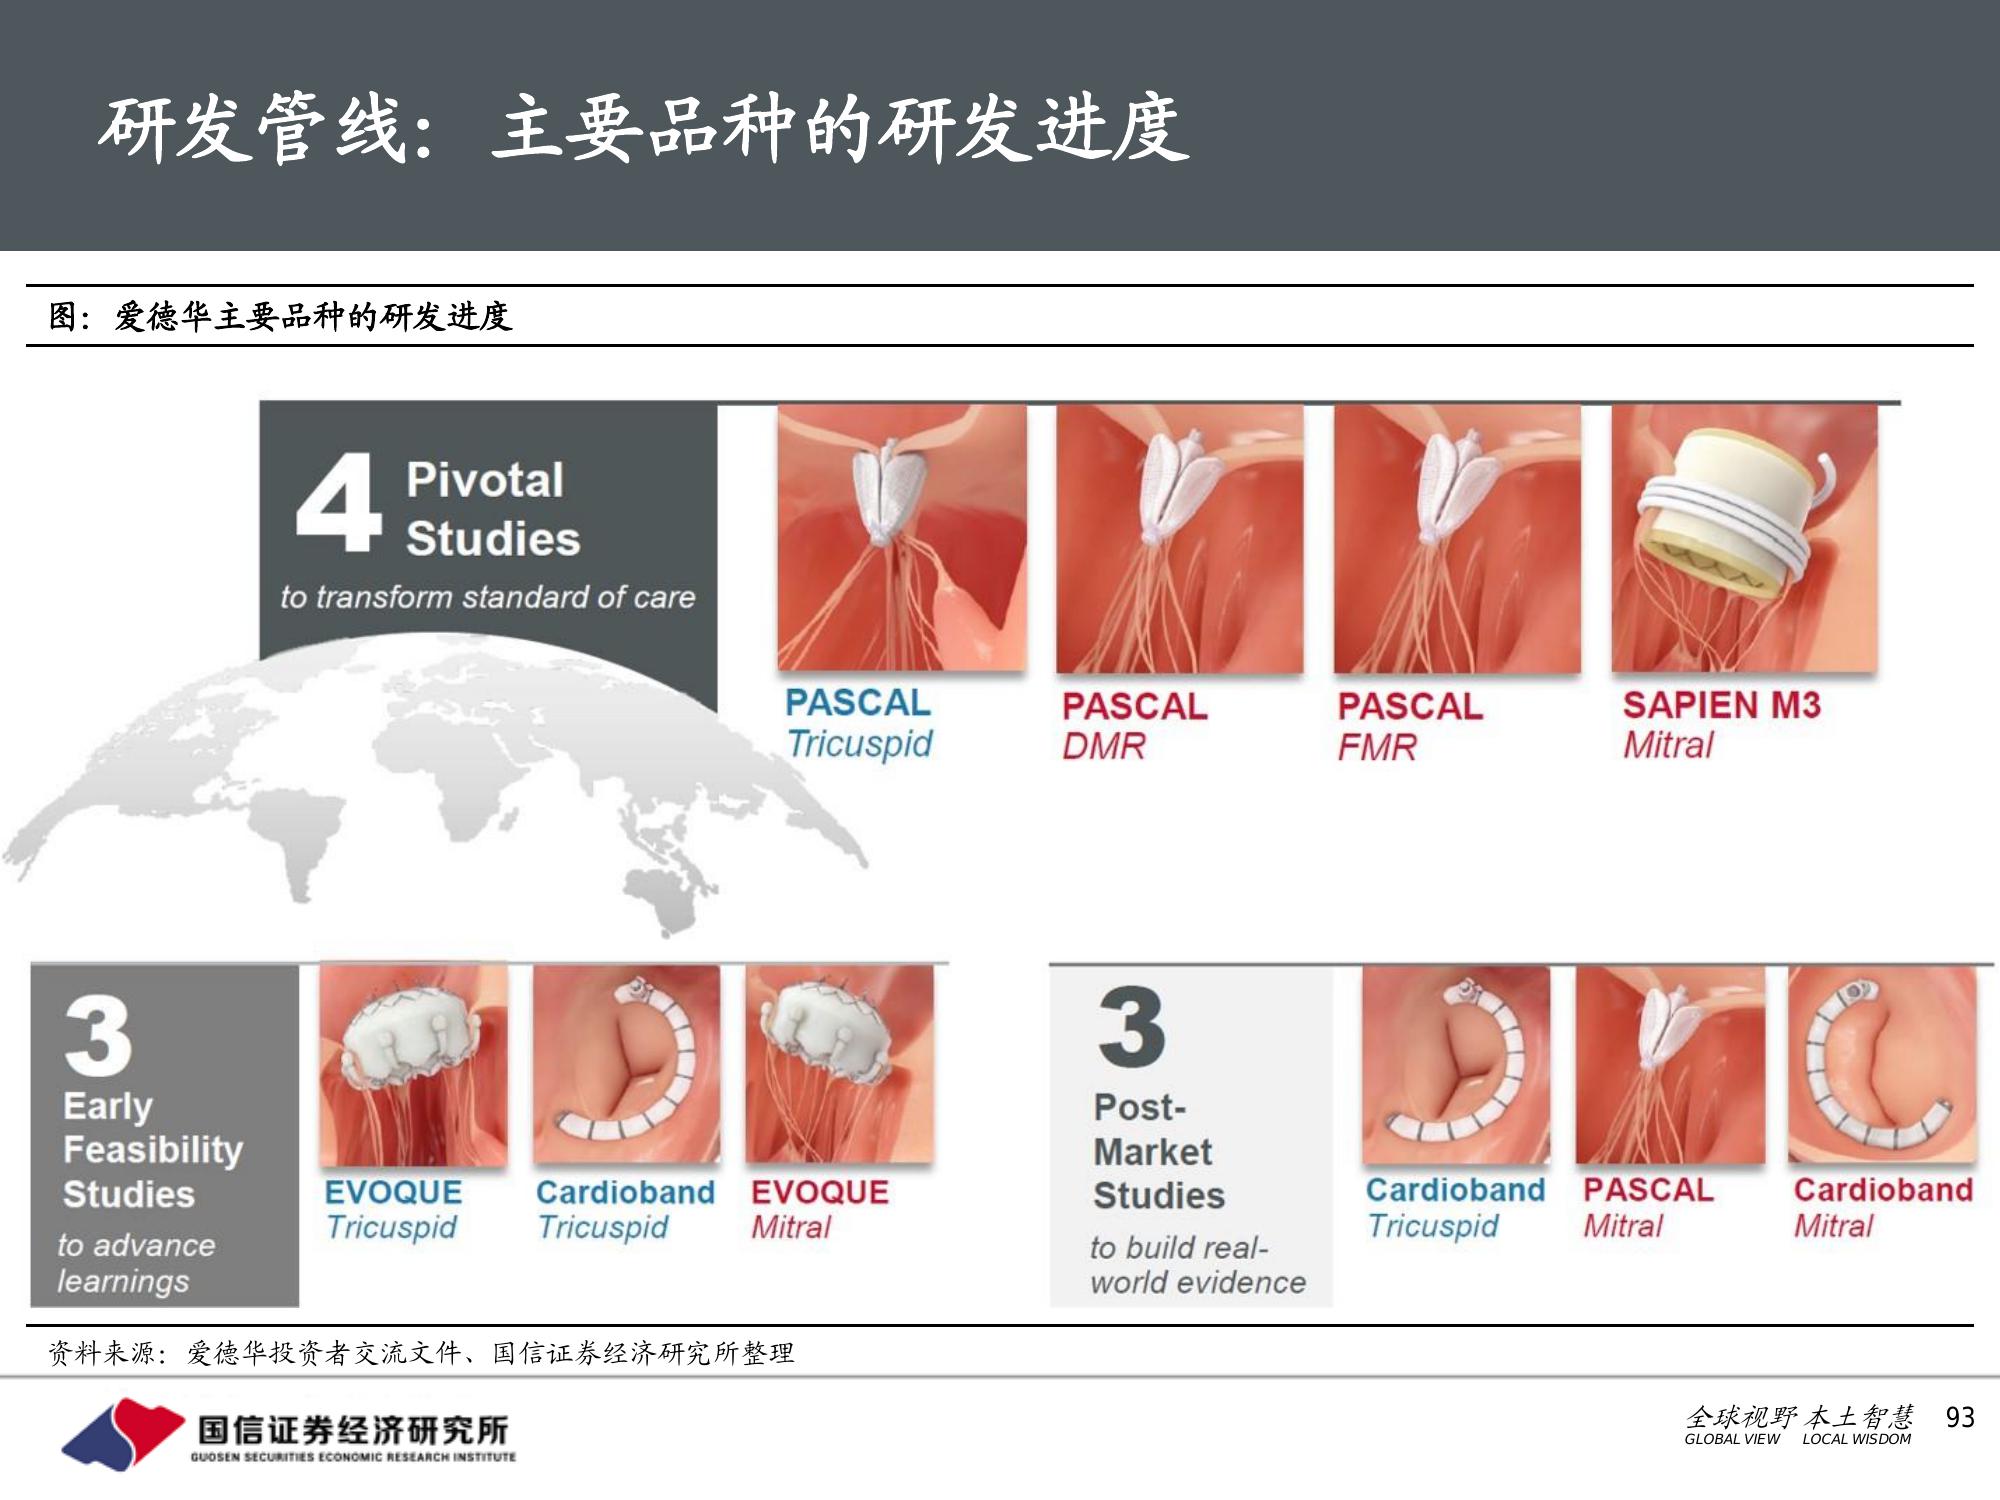 研发管线：主要品种的研发进度
图：爱德华主要品种的研发进度
4 Pivotal
Studies
to transform standard of care
PASCAL
Tricuspid
PASCAL
DMR
PASCAL
FMR
SAPIEN M3
Mitral
3
Early
Feasibility
Studies
to advance
learnings
EVOQUE
Tricuspid
Cardioband
Tricuspid
EVOQUE
Mitral
3
Post-
Market
Studies
to build real-
world evidence
Cardioband
Tricuspid
PASCAL
Mitral
Cardioband
Mitral
资料来源：爱德华投资者交流文件、国信证券经济研究所整理
国信证券经济研究所
GUOSEN SECURITIES ECONOMIC RESEARCH INSTITUTE
全球视野 本土智慧
GLOBAL VIEW LOCAL WISDOM
93